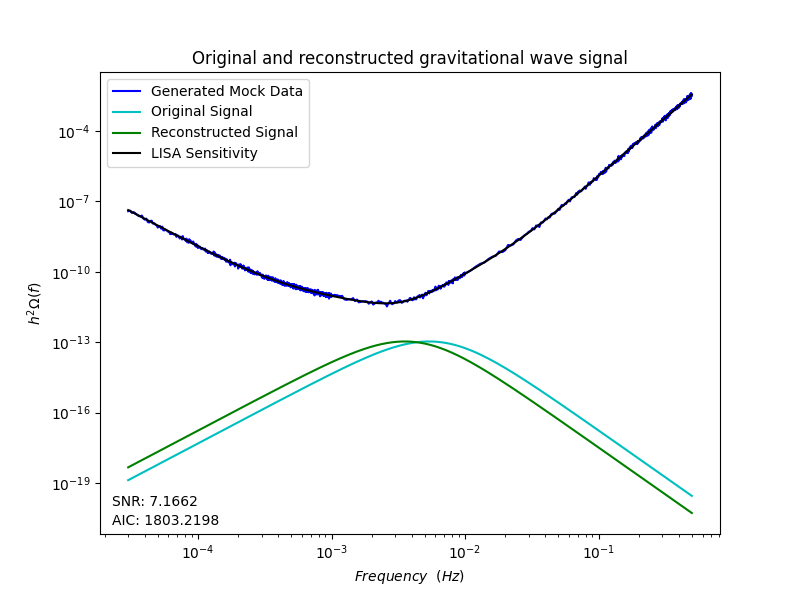 Original and reconstructed gravitational wave signal
Generated Mock Data
Original Signal
Reconstructed Signal
LISA Sensitivity
10⁻⁴
10⁻⁷
10⁻¹⁰
10⁻¹³
10⁻¹⁶
10⁻¹⁹
h²Ω(f)
SNR: 7.1662
AIC: 1803.2198
10⁻⁴ 10⁻³ 10⁻² 10⁻¹
Frequency (Hz)